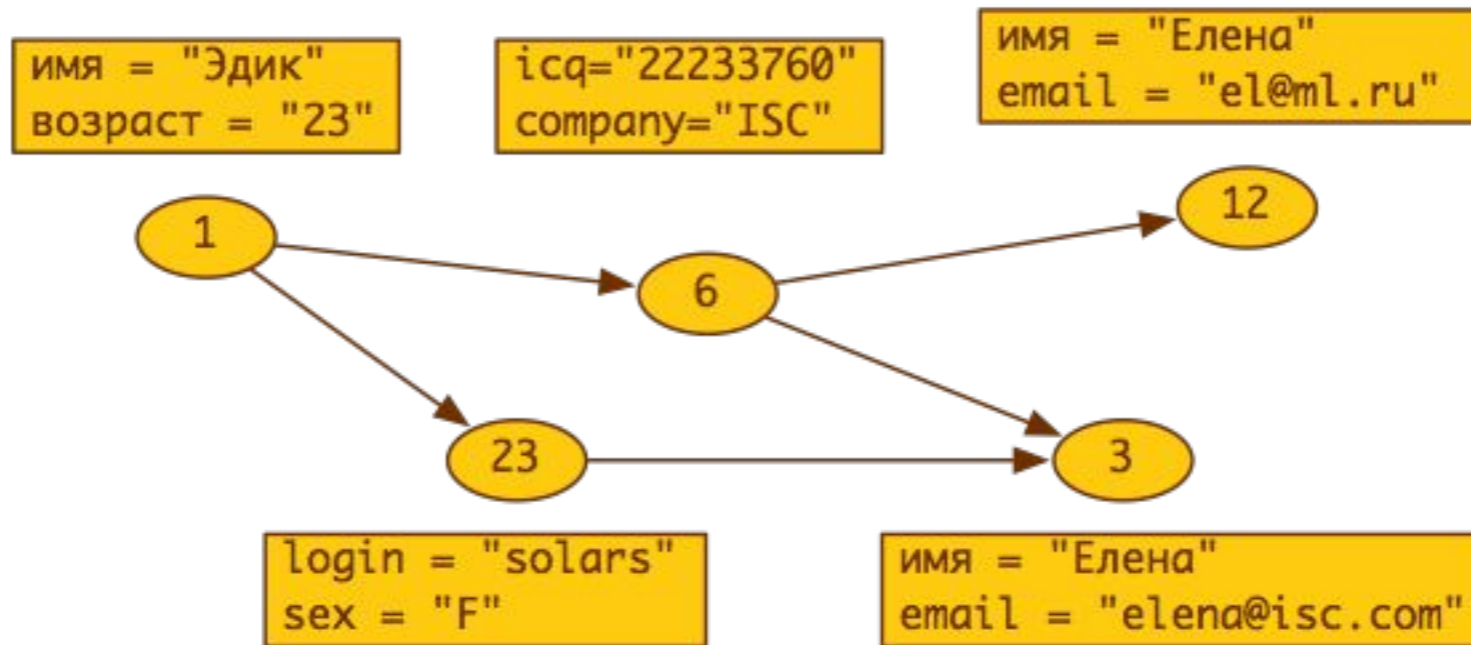 имя = "Эдик"
возраст = "23"
icq="22233760"
company="ISC"
имя = "Елена"
email = "el@ml.ru"
1
6
12
23
3
login = "solars"
sex = "F"
имя = "Елена"
email = "elena@isc.com"